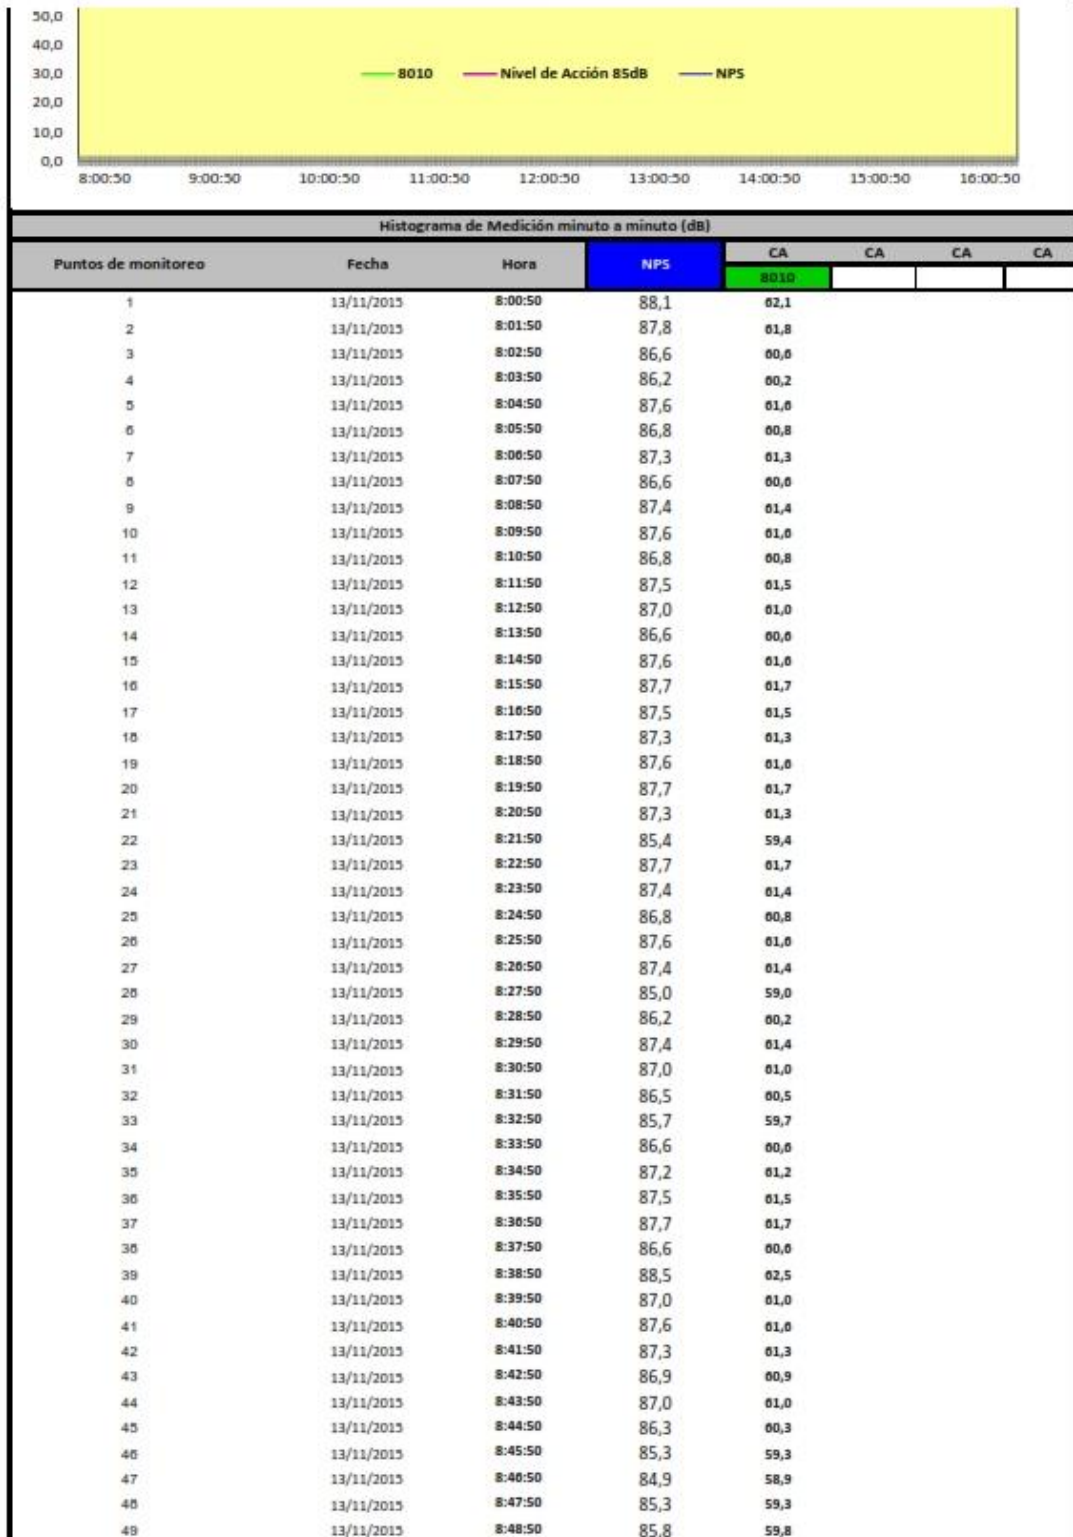 50,0
40,0
30,0
8010 Nivel de Acción 85dB NPS
20,0
10,0
0,0
8:00:50 9:00:50 10:00:50 11:00:50 12:00:50 13:00:50 14:00:50 15:00:50 16:00:50
Histograma de Medición minuto a minuto (dB)
Puntos de monitoreo Fecha Hora NPS CA CA CA CA
8010
1 13/11/2015 8:00:50 88,1 62,1
2 13/11/2015 8:01:50 87,8 61,8
3 13/11/2015 8:02:50 86,6 60,6
4 13/11/2015 8:03:50 86,2 60,2
5 13/11/2015 8:04:50 87,6 61,6
6 13/11/2015 8:05:50 86,8 60,8
7 13/11/2015 8:06:50 87,3 61,3
8 13/11/2015 8:07:50 86,6 60,6
9 13/11/2015 8:08:50 87,4 61,4
10 13/11/2015 8:09:50 87,6 61,6
11 13/11/2015 8:10:50 86,8 60,8
12 13/11/2015 8:11:50 87,5 61,5
13 13/11/2015 8:12:50 87,0 61,0
14 13/11/2015 8:13:50 86,6 60,6
15 13/11/2015 8:14:50 87,6 61,6
16 13/11/2015 8:15:50 87,7 61,7
17 13/11/2015 8:16:50 87,5 61,5
18 13/11/2015 8:17:50 87,3 61,3
19 13/11/2015 8:18:50 87,6 61,6
20 13/11/2015 8:19:50 87,7 61,7
21 13/11/2015 8:20:50 87,3 61,3
22 13/11/2015 8:21:50 85,4 59,4
23 13/11/2015 8:22:50 87,7 61,7
24 13/11/2015 8:23:50 87,4 61,4
25 13/11/2015 8:24:50 86,8 60,8
26 13/11/2015 8:25:50 87,6 61,6
27 13/11/2015 8:26:50 87,4 61,4
28 13/11/2015 8:27:50 85,0 59,0
29 13/11/2015 8:28:50 86,2 60,2
30 13/11/2015 8:29:50 87,4 61,4
31 13/11/2015 8:30:50 87,0 61,0
32 13/11/2015 8:31:50 86,5 60,5
33 13/11/2015 8:32:50 85,7 59,7
34 13/11/2015 8:33:50 86,6 60,6
35 13/11/2015 8:34:50 87,2 61,2
36 13/11/2015 8:35:50 87,5 61,5
37 13/11/2015 8:36:50 87,7 61,7
38 13/11/2015 8:37:50 86,6 60,6
39 13/11/2015 8:38:50 88,5 62,5
40 13/11/2015 8:39:50 87,0 61,0
41 13/11/2015 8:40:50 87,6 61,6
42 13/11/2015 8:41:50 87,3 61,3
43 13/11/2015 8:42:50 86,9 60,9
44 13/11/2015 8:43:50 87,0 61,0
45 13/11/2015 8:44:50 86,3 60,3
46 13/11/2015 8:45:50 85,3 59,3
47 13/11/2015 8:46:50 84,9 58,9
48 13/11/2015 8:47:50 85,3 59,3
49 13/11/2015 8:48:50 85,8 59,8